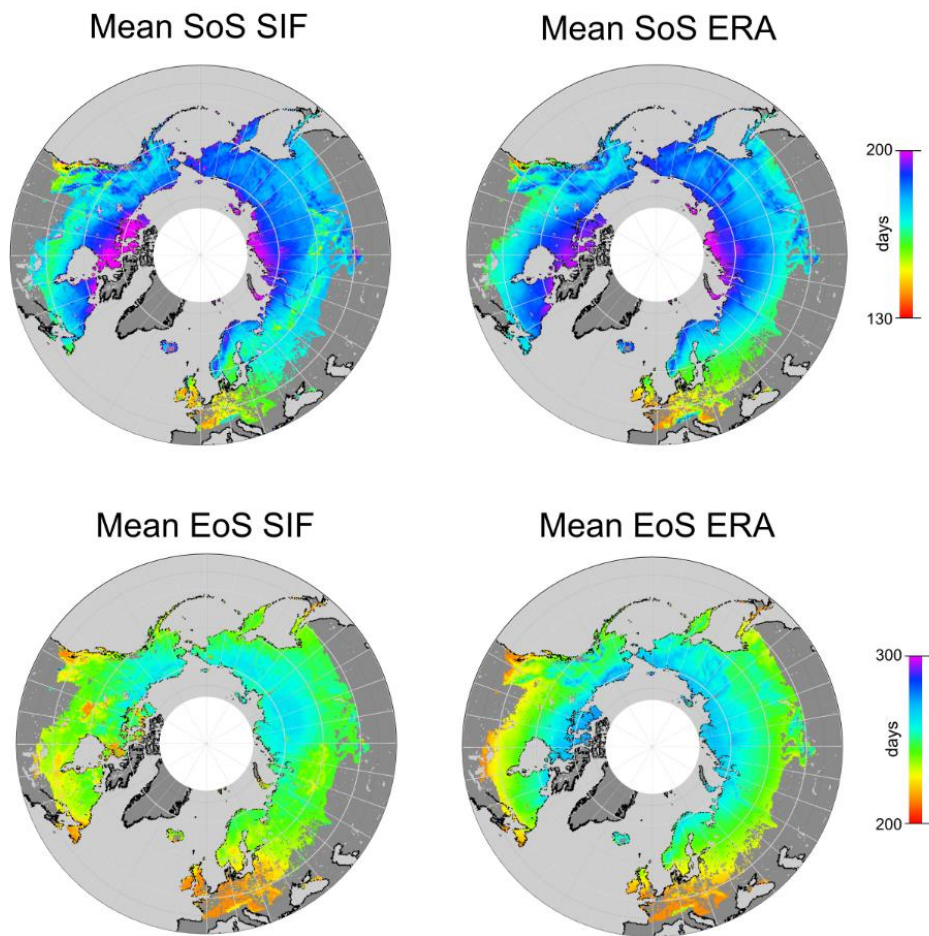 Mean SoS SIF
Mean SoS ERA
200
days
130
Mean EoS SIF
Mean EoS ERA
300
days
200